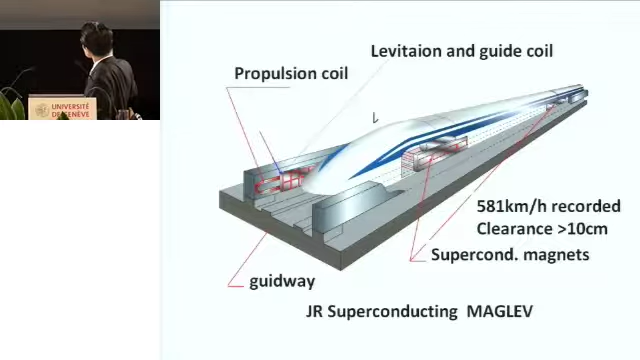 Levitaion and guide coil
Propulsion coil
581km/h recorded
Clearance >10cm
Supercond. magnets
guidway
JR Superconducting MAGLEV
UNIVERSITÉ
DE GENÈVE